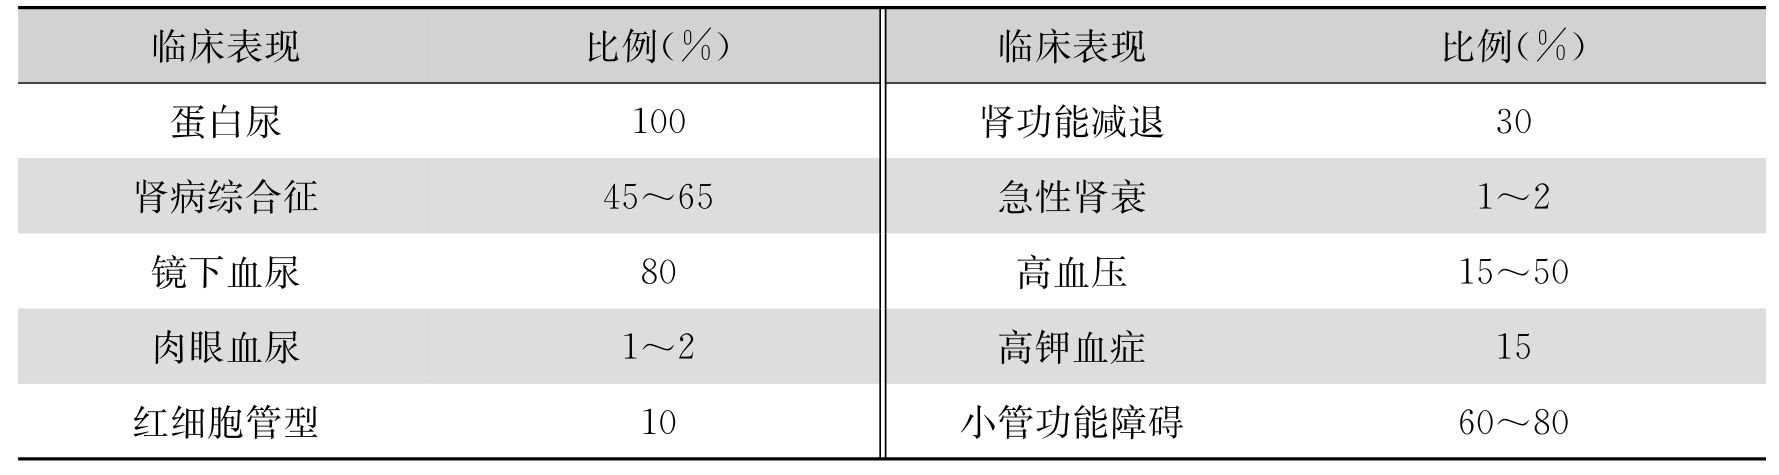 临床表现 比例(%) 临床表现 比例(%)
蛋白尿 100 肾功能减退 30
肾病综合征 45～65 急性肾衰 1～2
镜下血尿 80 高血压 15～50
肉眼血尿 1～2 高钾血症 15
红细胞管型 10 小管功能障碍 60～80